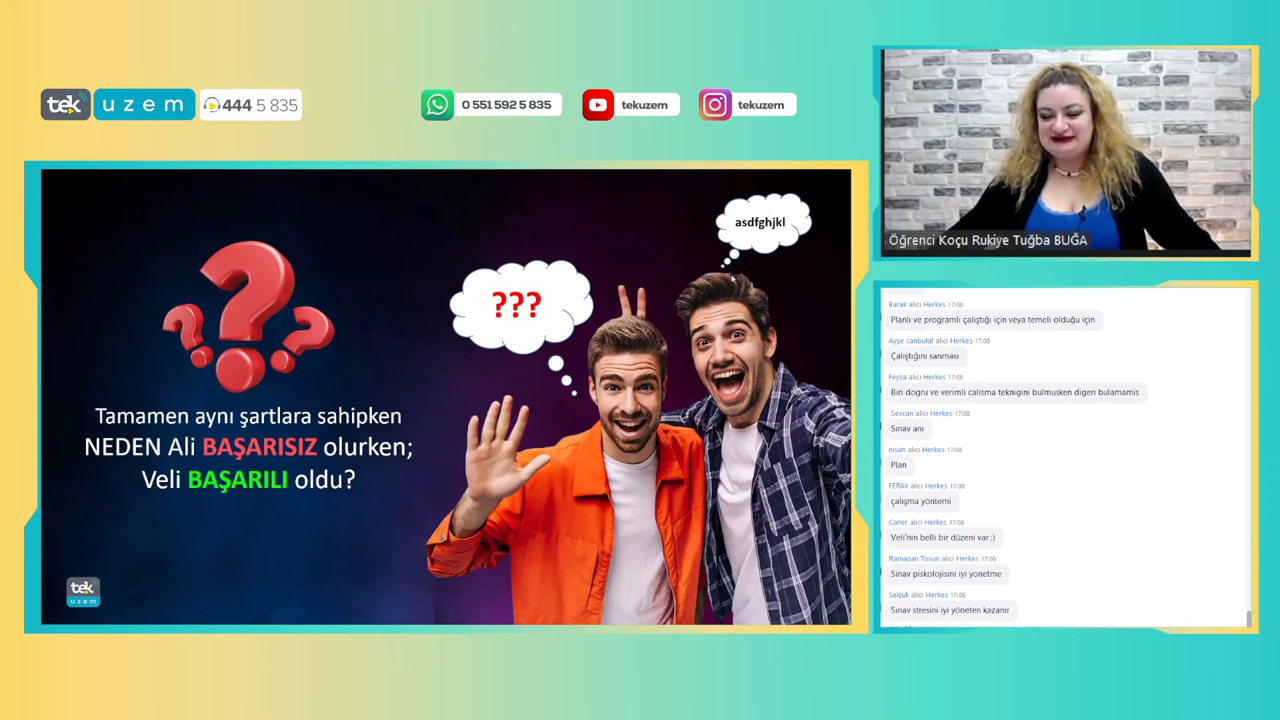 tek uzem 444 5 835
0 551 592 5 835
tekuzem
tekuzem
asdfghjkl
???
Tamamen aynı şartlara sahipken
NEDEN Ali BAŞARISIZ olurken;
Veli BAŞARILI oldu?
tek
uzem
Öğrenci Koçu Rukiye Tuğba BUĞA
Burak alıcı Herkes 17:08
Planlı ve programlı çalıştığı için veya temeli olduğu için
Ayşe canbulut alıcı Herkes 17:08
Çalıştığını sanması
Feyza alıcı Herkes 17:08
Biri dogru ve verimli calisma teknigini bulmusken digeri bulamamis
Sevcan alıcı Herkes 17:08
Sınav anı
nisan alıcı Herkes 17:08
Plan
FERAY alıcı Herkes 17:08
çalışma yöntemi
Caner alıcı Herkes 17:08
Veli'nin belli bir düzeni var :)
Ramazan Tosun alıcı Herkes 17:08
Sinav piskolojisini iyi yonetme
Selçuk alıcı Herkes 17:08
Sınav stresini iyi yöneten kazanır